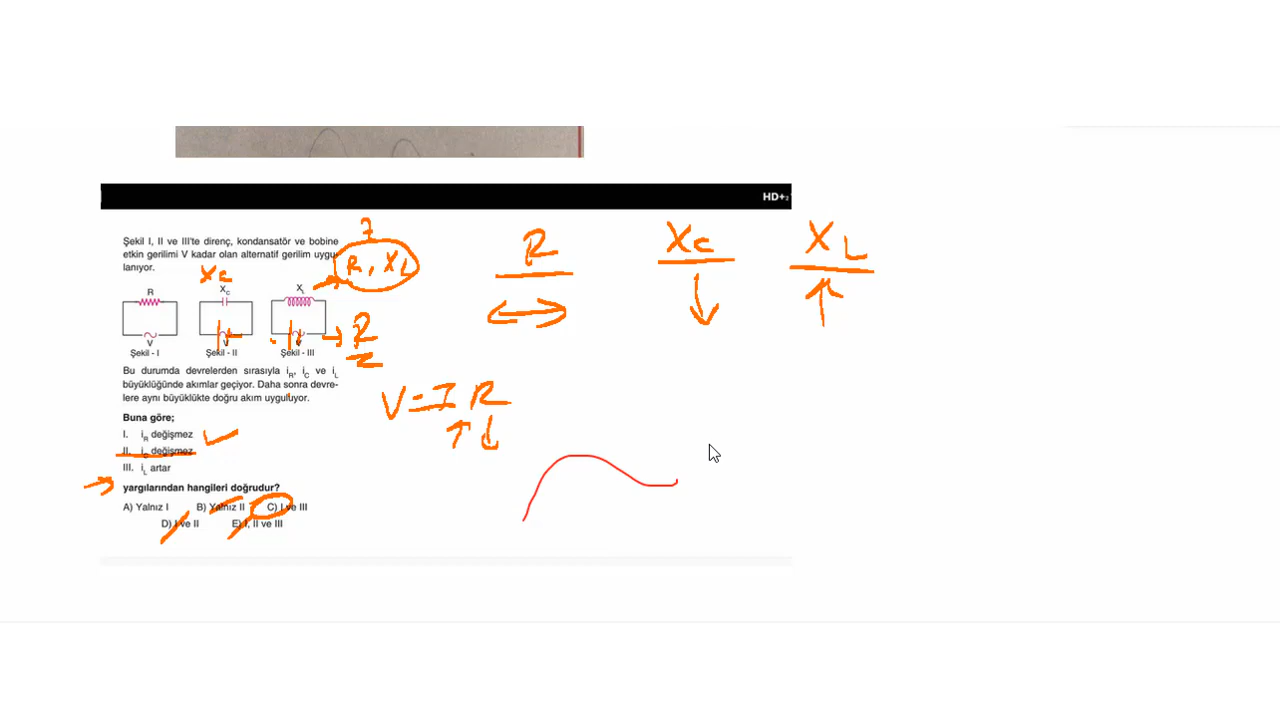 HD+2
Şekil I, II ve III'te direnç, kondansatör ve bobine
etkin gerilimi V kadar olan alternatif gerilim uygu-
lanıyor.
Z
R, XL
XC
R
XC
XL
V
V
V
Şekil - I
Şekil - II
Şekil - III
R
Bu durumda devrelerden sırasıyla iR, iC ve iL
büyüklüğünde akımlar geçiyor. Daha sonra devre-
lere aynı büyüklükte doğru akım uyguluyor.
Buna göre;
I. iR değişmez
II. iC değişmez
III. iL artar
yargılarından hangileri doğrudur?
A) Yalnız I B) Yalnız II C) I ve III
D) I ve II E) I, II ve III
R XC XL
V = I R